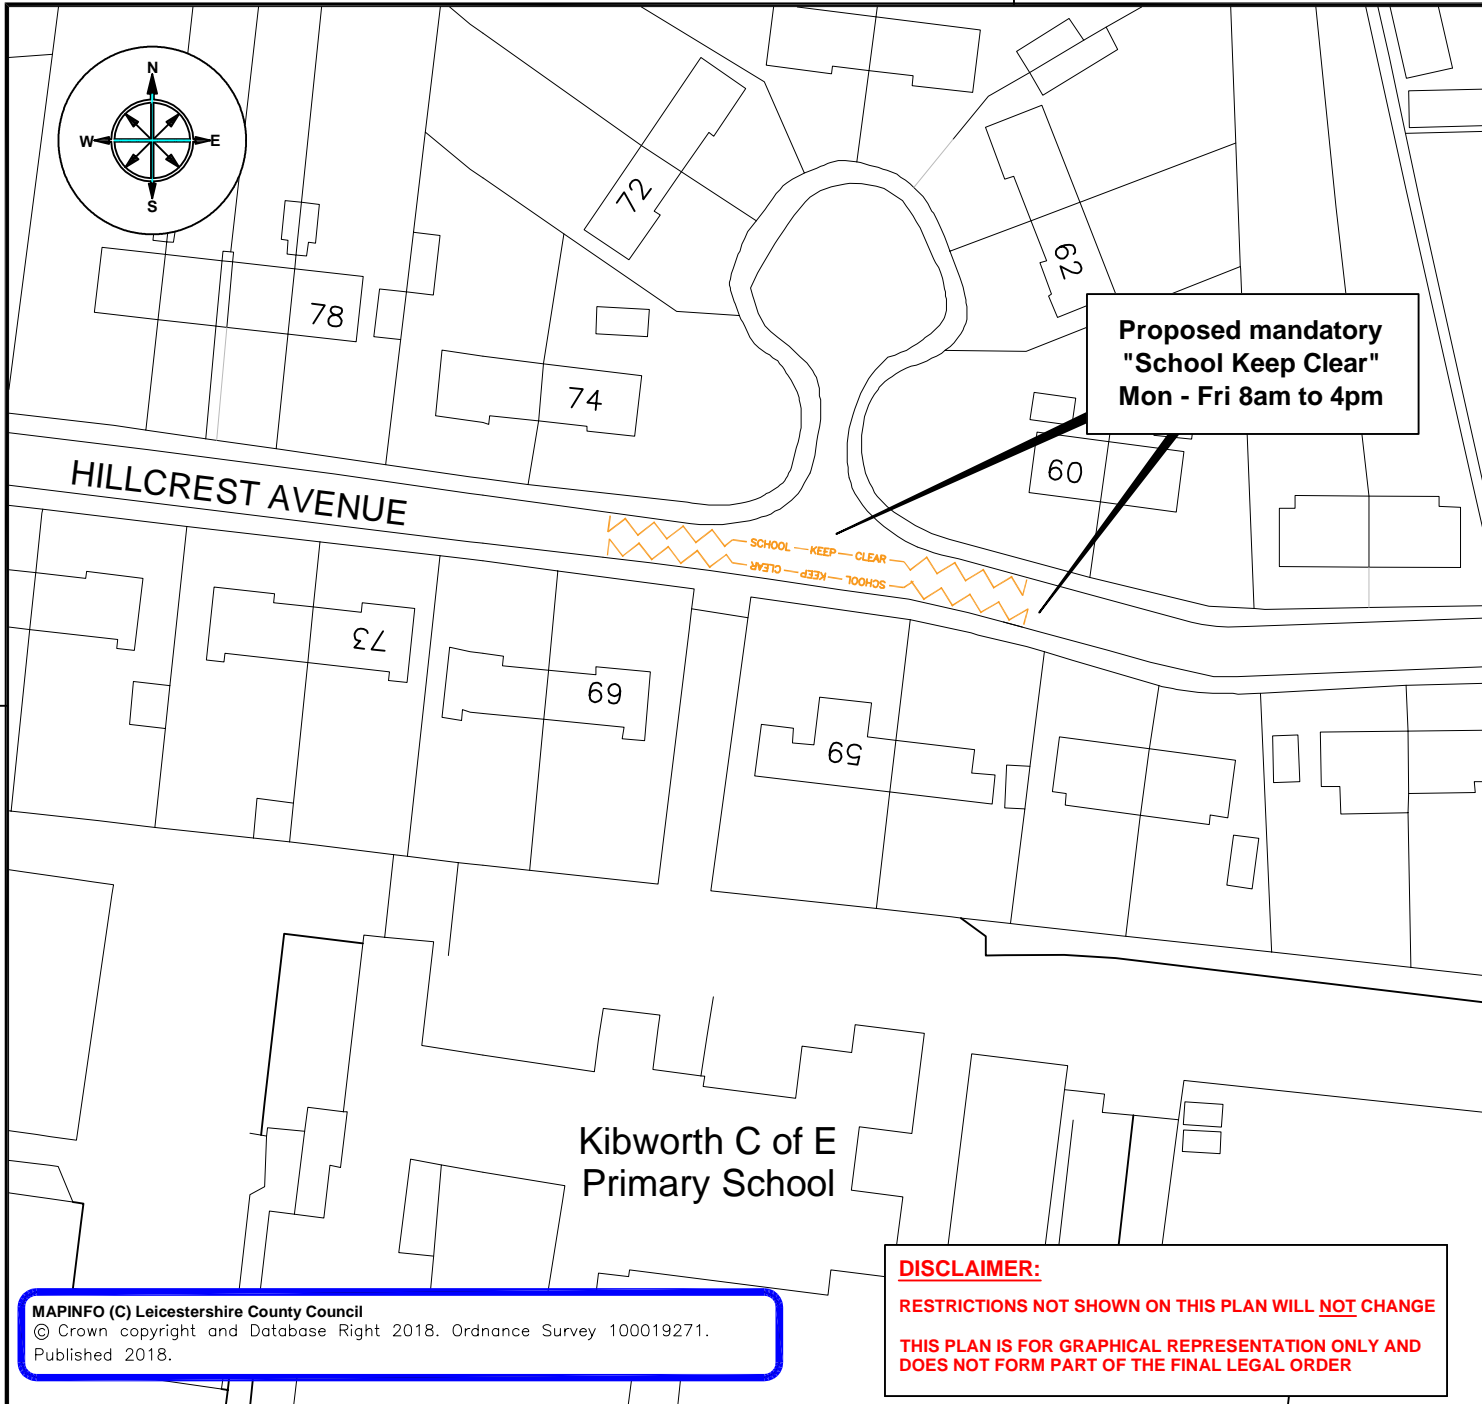 N
W
E
S
72
62
78
74
Proposed mandatory
"School Keep Clear"
Mon - Fri 8am to 4pm
60
HILLCREST AVENUE
SCHOOL KEEP CLEAR
SCHOOL KEEP CLEAR
73
69
59
Kibworth C of E
Primary School
MAPINFO (C) Leicestershire County Council
© Crown copyright and Database Right 2018. Ordnance Survey 100019271.
Published 2018.
DISCLAIMER:
RESTRICTIONS NOT SHOWN ON THIS PLAN WILL NOT CHANGE
THIS PLAN IS FOR GRAPHICAL REPRESENTATION ONLY AND
DOES NOT FORM PART OF THE FINAL LEGAL ORDER